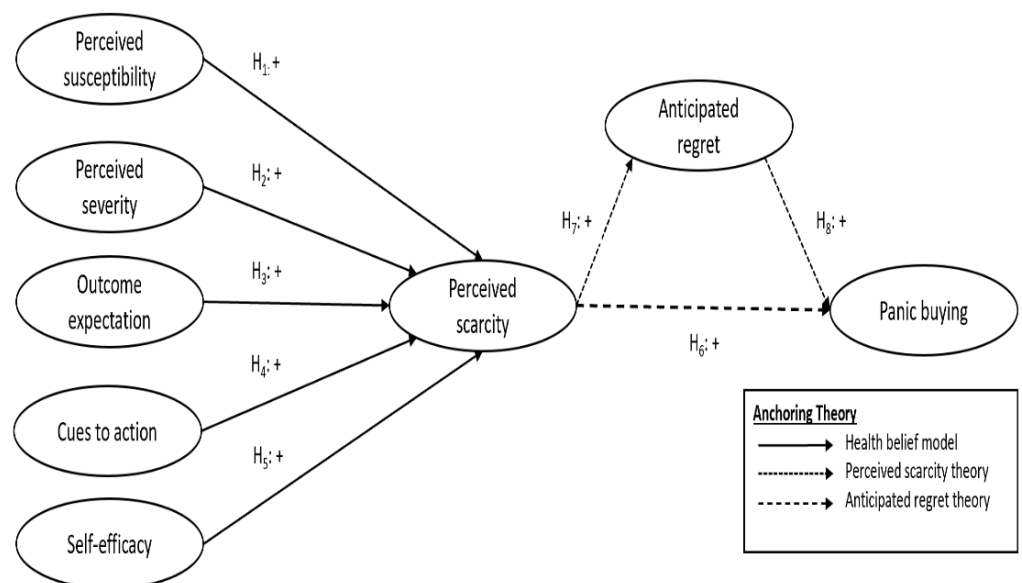 Perceived
susceptibility
H₁: +
Perceived
severity
H₂: +
Outcome
expectation
H₃: +
Cues to action
H₄: +
Self-efficacy
H₅: +
Perceived
scarcity
Anticipated
regret
H₇: +
H₈: +
H₆: +
Panic buying
Anchoring Theory
Health belief model
Perceived scarcity theory
Anticipated regret theory